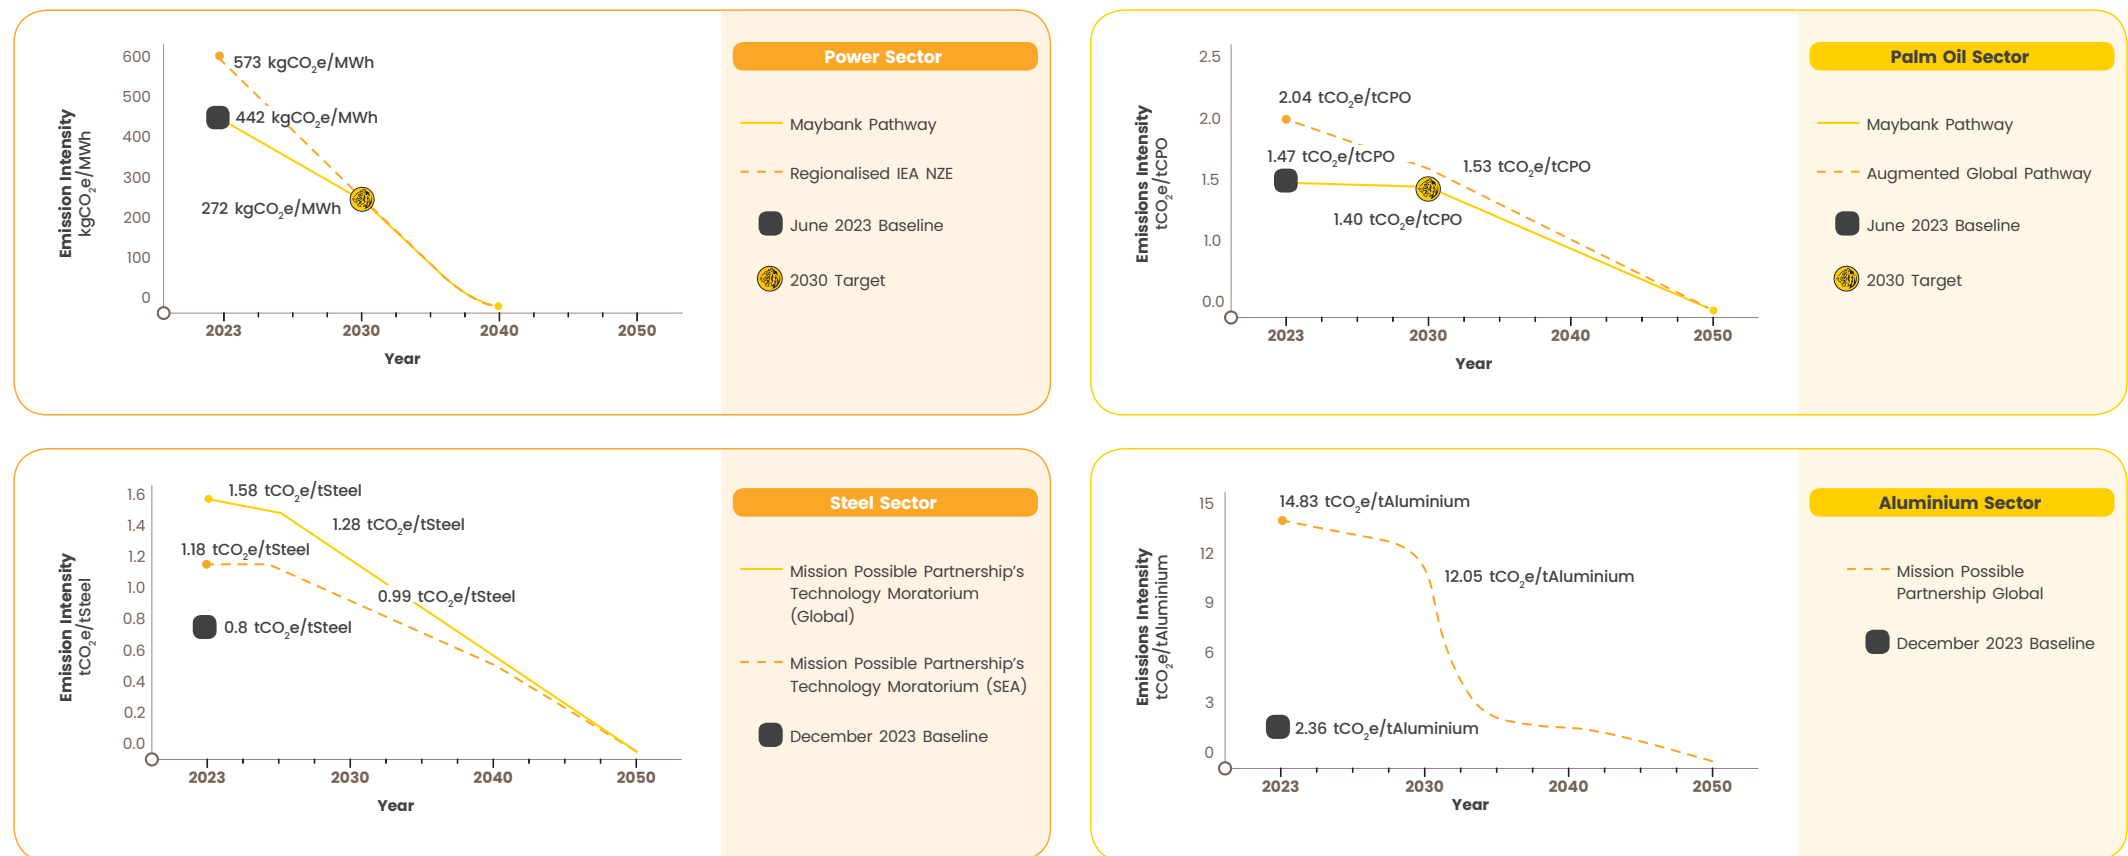 600
500
400
300
200
100
0
Emission Intensity
kgCO₂e/MWh
573 kgCO₂e/MWh
442 kgCO₂e/MWh
272 kgCO₂e/MWh
2023
2030
2040
2050
Year
Power Sector
Maybank Pathway
Regionalised IEA NZE
June 2023 Baseline
2030 Target
2.5
2.0
1.5
1.0
0.0
Emissions Intensity
tCO₂e/tCPO
2.04 tCO₂e/tCPO
1.47 tCO₂e/tCPO
1.53 tCO₂e/tCPO
1.40 tCO₂e/tCPO
2023
2030
2040
2050
Year
Palm Oil Sector
Maybank Pathway
Augmented Global Pathway
June 2023 Baseline
2030 Target
1.6
1.4
1.2
1.0
0.8
0.6
0.4
0.2
0.0
Emission Intensity
tCO₂e/tSteel
1.58 tCO₂e/tSteel
1.28 tCO₂e/tSteel
1.18 tCO₂e/tSteel
0.99 tCO₂e/tSteel
0.8 tCO₂e/tSteel
2023
2030
2040
2050
Year
Steel Sector
Mission Possible Partnership’s
Technology Moratorium
(Global)
Mission Possible Partnership’s
Technology Moratorium (SEA)
December 2023 Baseline
15
12
9
6
3
0
Emissions Intensity
tCO₂e/tAluminium
14.83 tCO₂e/tAluminium
12.05 tCO₂e/tAluminium
2.36 tCO₂e/tAluminium
2023
2030
2040
2050
Year
Aluminium Sector
Mission Possible
Partnership Global
December 2023 Baseline